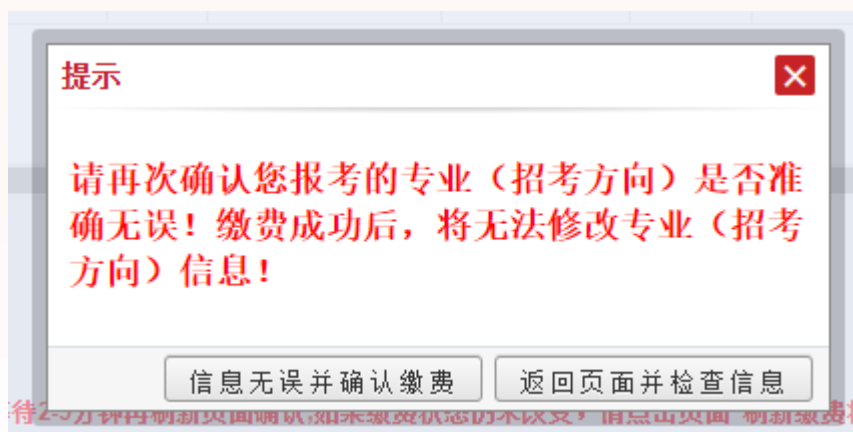 提示
请再次确认您报考的专业（招考方向）是否准
确无误！缴费成功后，将无法修改专业（招考
方向）信息！
信息无误并确认缴费
返回页面并检查信息